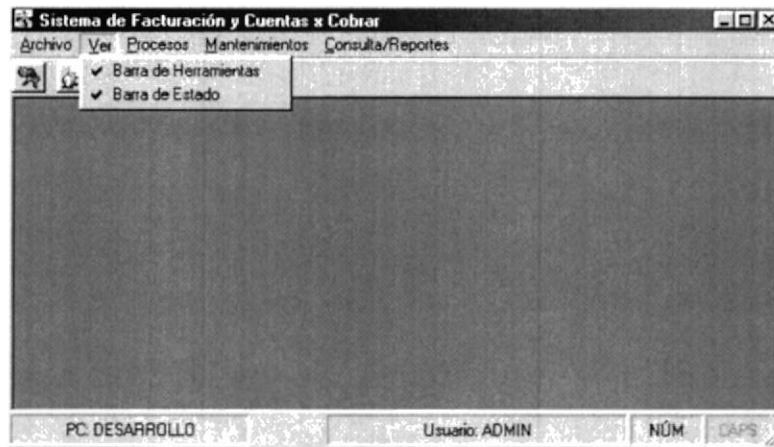 Sistema de Facturación y Cuentas x Cobrar
Archivo Ver Procesos Mantenimientos Consulta/Reportes
Barra de Herramientas
Barra de Estado
PC: DESARROLLO Usuario: ADMIN NÚM CAPS